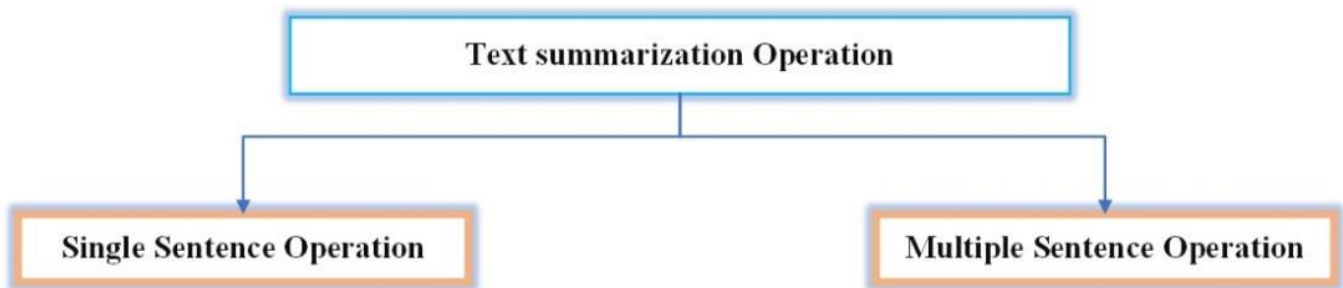 Text summarization Operation
Single Sentence Operation
Multiple Sentence Operation